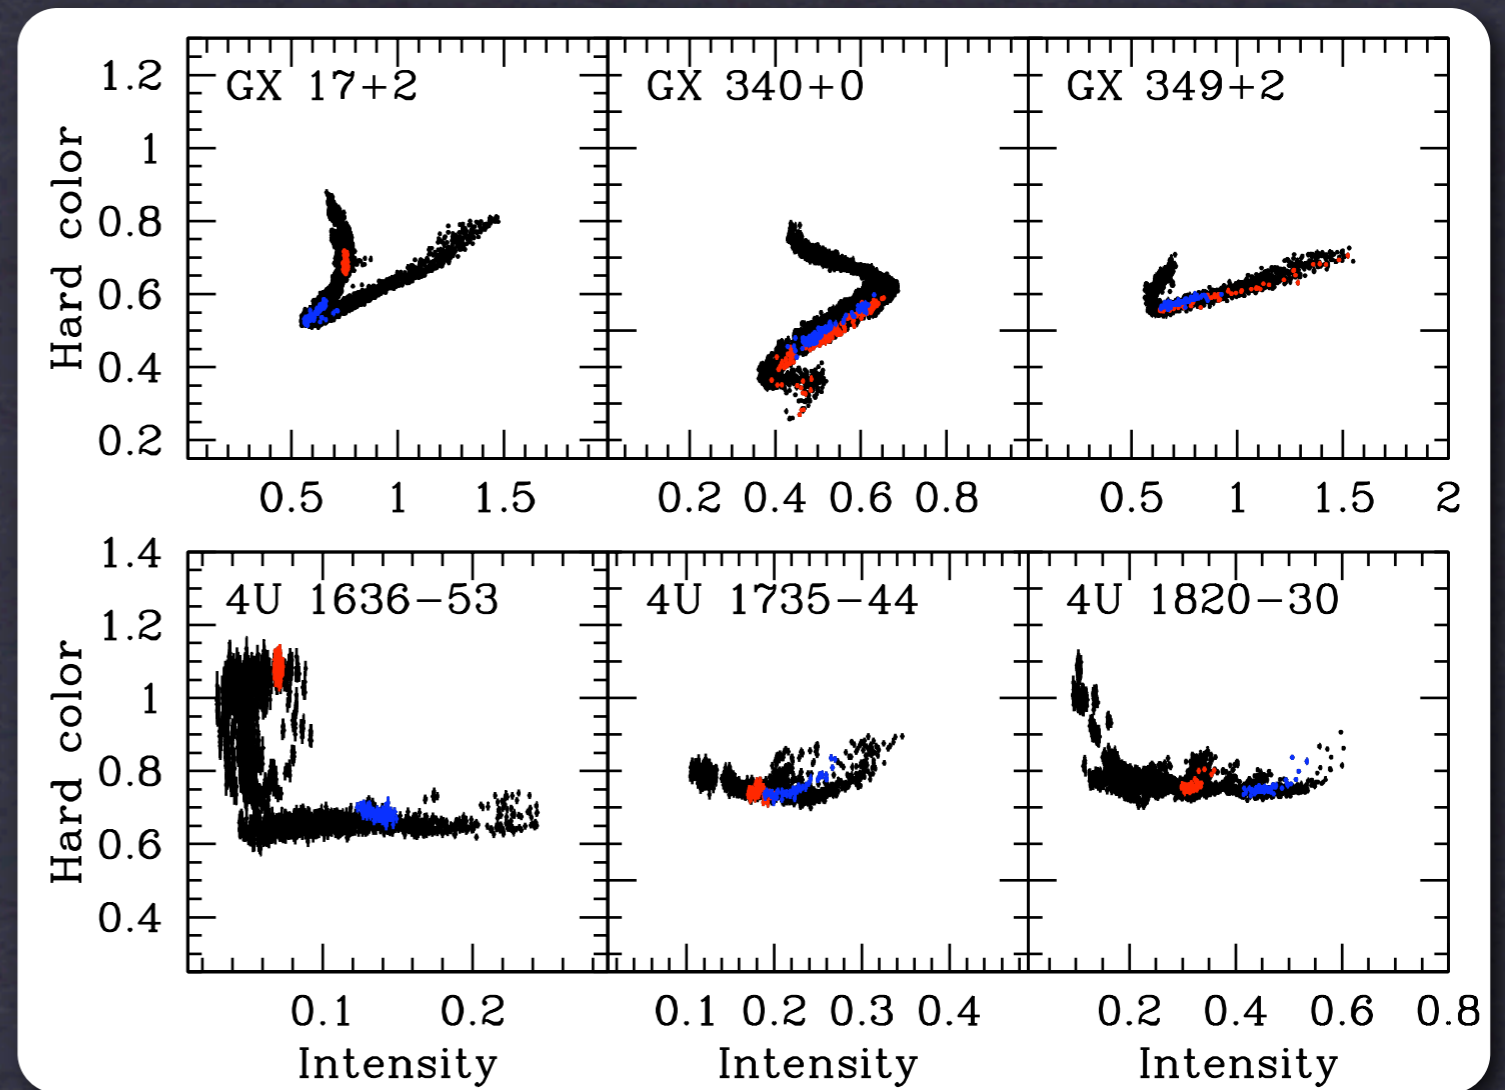 GX 17+2 GX 340+0 GX 349+2
Hard color
1.2
1
0.8
0.6
0.4
0.2
0.5 1 1.5 0.2 0.4 0.6 0.8 0.5 1 1.5 2
4U 1636−53 4U 1735−44 4U 1820−30
Hard color
1.4
1.2
1
0.8
0.6
0.4
0.1 0.2 0.1 0.2 0.3 0.4 0.2 0.4 0.6 0.8
Intensity Intensity Intensity